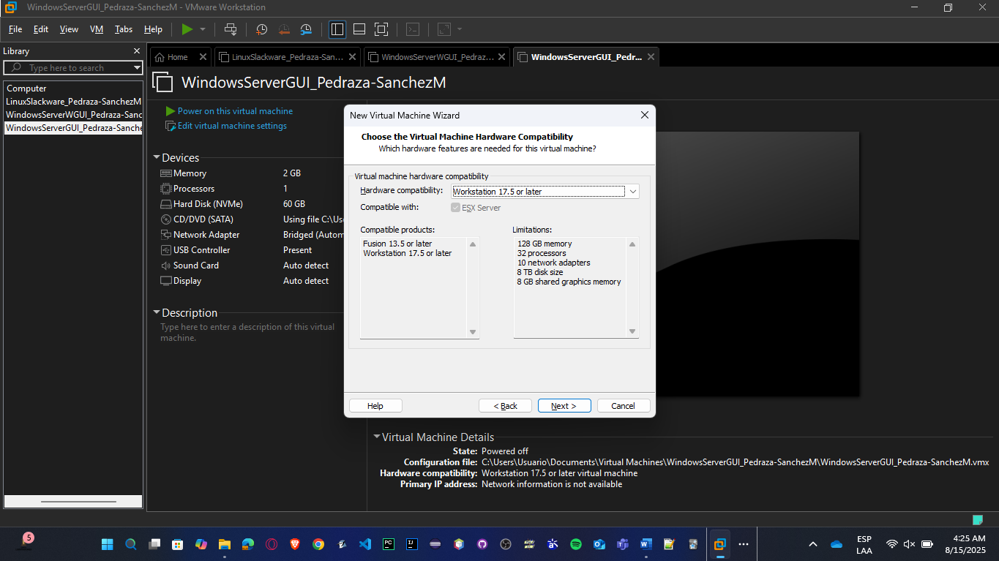 WindowsServerGUI_Pedraza-SanchezM - VMware Workstation
File Edit View VM Tabs Help
Library
Type here to search
Computer
LinuxSlackware_Pedraza-SanchezM
WindowsServerWGUI_Pedraza-Sanc
WindowsServerGUI_Pedraza-Sanche
Home
LinuxSlackware_Pedraza-San...
WindowsServerWGUI_Pedraz...
WindowsServerGUI_Pedr...
WindowsServerGUI_Pedraza-SanchezM
Power on this virtual machine
Edit virtual machine settings
Devices
Memory 2 GB
Processors 1
Hard Disk (NVMe) 60 GB
CD/DVD (SATA) Using file C:\Us
Network Adapter Bridged (Autom
USB Controller Present
Sound Card Auto detect
Display Auto detect
Description
Type here to enter a description of this virtual
machine.
New Virtual Machine Wizard
Choose the Virtual Machine Hardware Compatibility
Which hardware features are needed for this virtual machine?
Virtual machine hardware compatibility
Hardware compatibility: Workstation 17.5 or later
Compatible with: ESX Server
Compatible products:
Fusion 13.5 or later
Workstation 17.5 or later
Limitations:
128 GB memory
32 processors
10 network adapters
8 TB disk size
8 GB shared graphics memory
Help < Back Next > Cancel
Virtual Machine Details
State: Powered off
Configuration file: C:\Users\Usuario\Documents\Virtual Machines\WindowsServerGUI_Pedraza-SanchezM\WindowsServerGUI_Pedraza-SanchezM.vmx
Hardware compatibility: Workstation 17.5 or later virtual machine
Primary IP address: Network information is not available
5
ESP
LAA
4:25 AM
8/15/2025